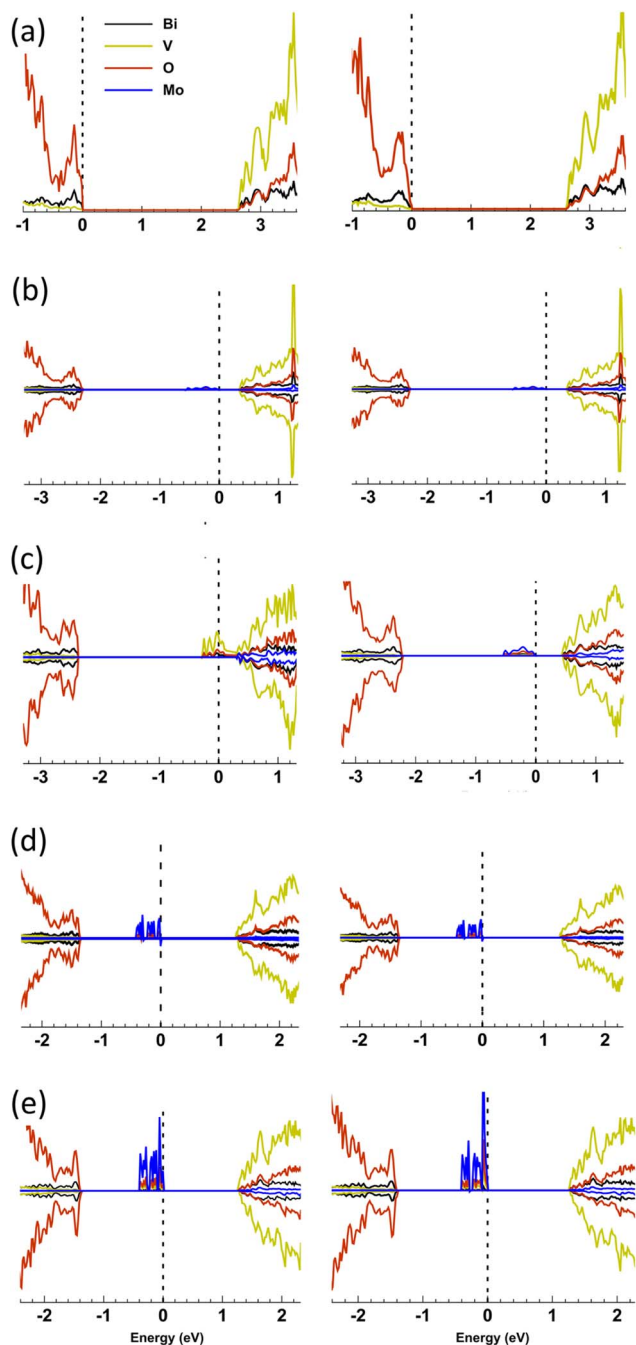 (a)
Bi
V
O
Mo
-1 0 1 2 3
-1 0 1 2 3
(b)
-3 -2 -1 0 1
-3 -2 -1 0 1
(c)
-3 -2 -1 0 1
-3 -2 -1 0 1
(d)
-2 -1 0 1 2
-2 -1 0 1 2
(e)
-2 -1 0 1 2
-2 -1 0 1 2
Energy (eV)
Energy (eV)